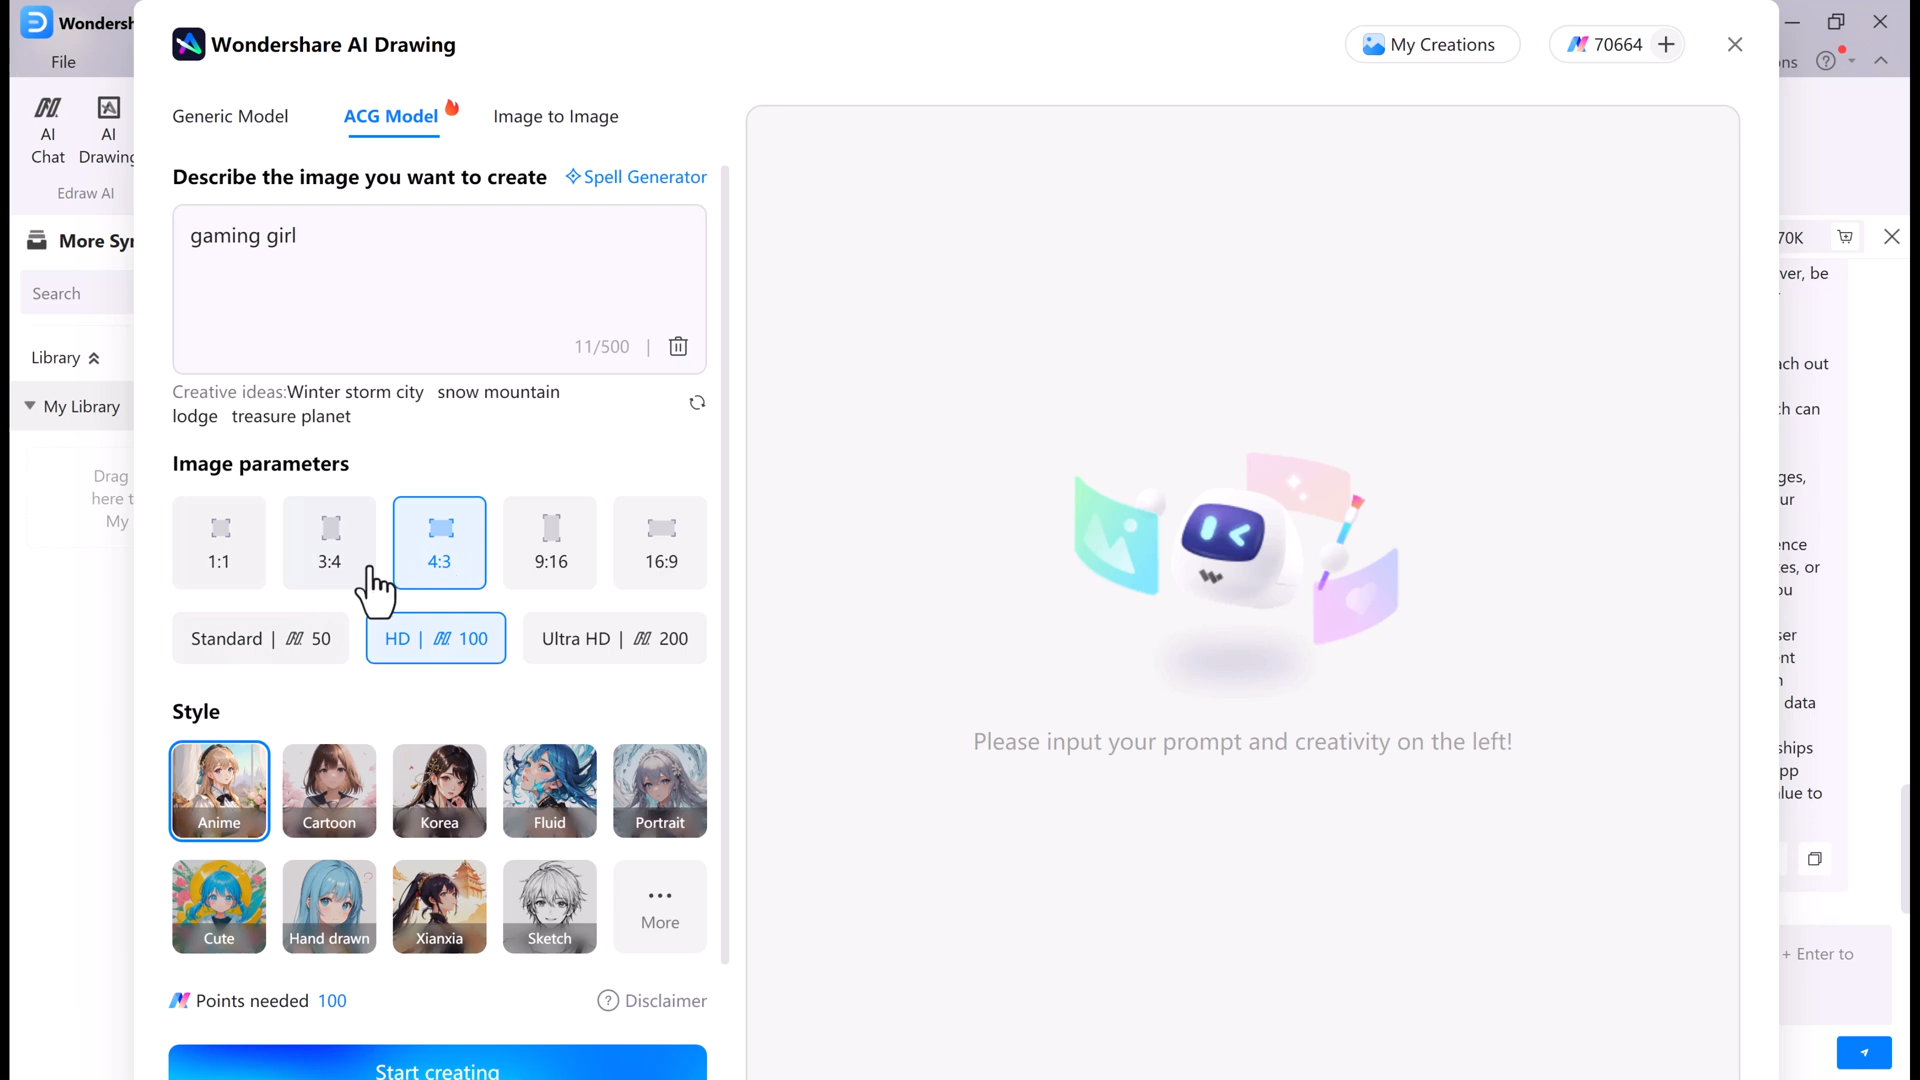 Wondersh
File
AI
Chat
AI
Drawing
Edraw AI
More Syn
Search
Library
My Library
Drag
here t
My
Wondershare AI Drawing
My Creations
70664
Generic Model
ACG Model
Image to Image
Describe the image you want to create
Spell Generator
gaming girl
11/500 |
Creative ideas:Winter storm city snow mountain
lodge treasure planet
Image parameters
1:1
3:4
4:3
9:16
16:9
Standard | 50
HD | 100
Ultra HD | 200
Style
Anime
Cartoon
Korea
Fluid
Portrait
Cute
Hand drawn
Xianxia
Sketch
More
Points needed 100
Disclaimer
Start creating
Please input your prompt and creativity on the left!
ons
70K
ver, be
ach out
ch can
ges,
ur
ence
es, or
ou
ser
nt
data
ships
pp
lue to
+ Enter to